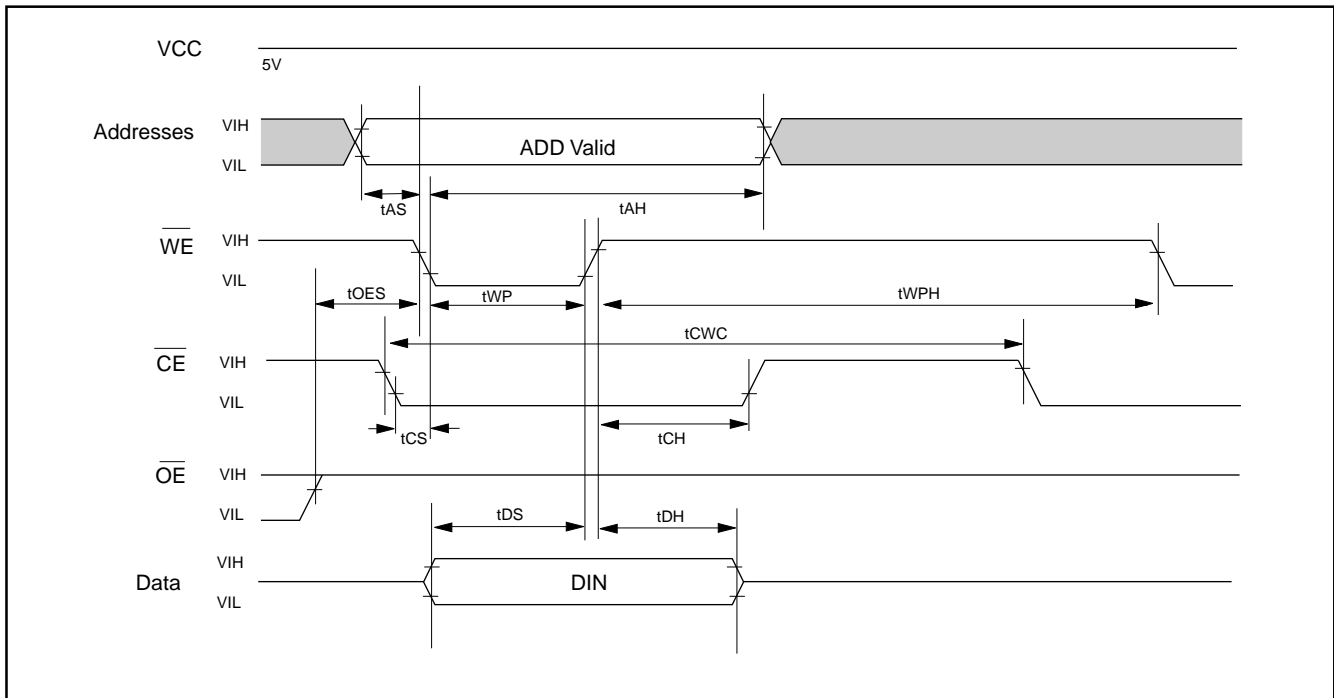 VCC
5V
Addresses
VIH
VIL
ADD Valid
tAS
tAH
WE
VIH
VIL
tOES
tWP
tWPH
tCWC
CE
VIH
VIL
tCS
tCH
OE
VIH
VIL
tDS
tDH
Data
VIH
VIL
DIN